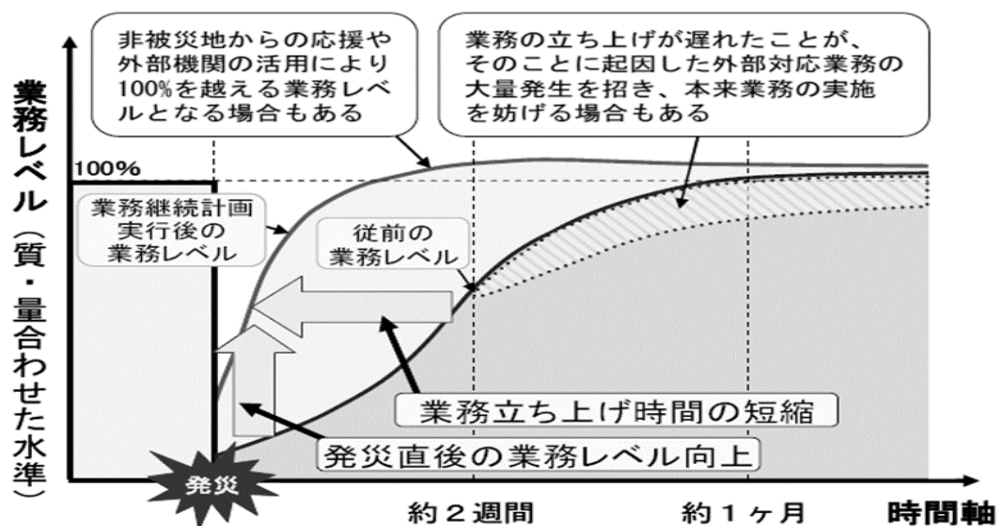 非被災地からの応援や
外部機関の活用により
100%を越える業務レベ
ルとなる場合もある
業務の立ち上げが遅れたことが、
そのことに起因した外部対応業務の
大量発生を招き、本来業務の実施
を妨げる場合もある
業務レベル（質・量合わせた水準）
100%
業務継続計画
実行後の
業務レベル
従前の
業務レベル
業務立ち上げ時間の短縮
発災直後の業務レベル向上
発災
約２週間
約１ヶ月
時間軸